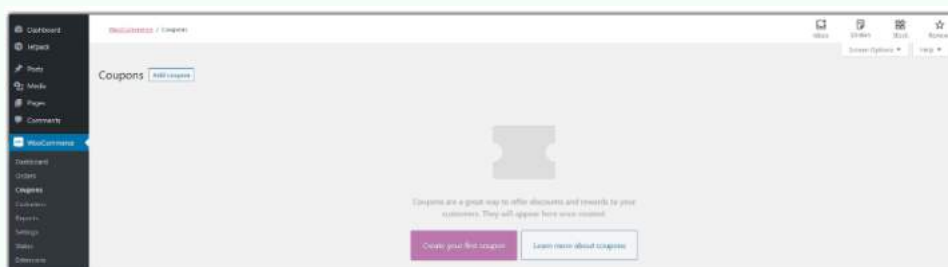 Dashboard
Jetpack
Posts
Media
Pages
Comments
WooCommerce
Dashboard
Orders
Coupons
Customers
Reports
Settings
Status
Extensions
WooCommerce / Coupons
Inbox
Orders
Stock
Reviews
Screen Options
Help
Coupons
Add coupon
Coupons are a great way to offer discounts and rewards to your
customers. They will appear here once created.
Create your first coupon
Learn more about coupons